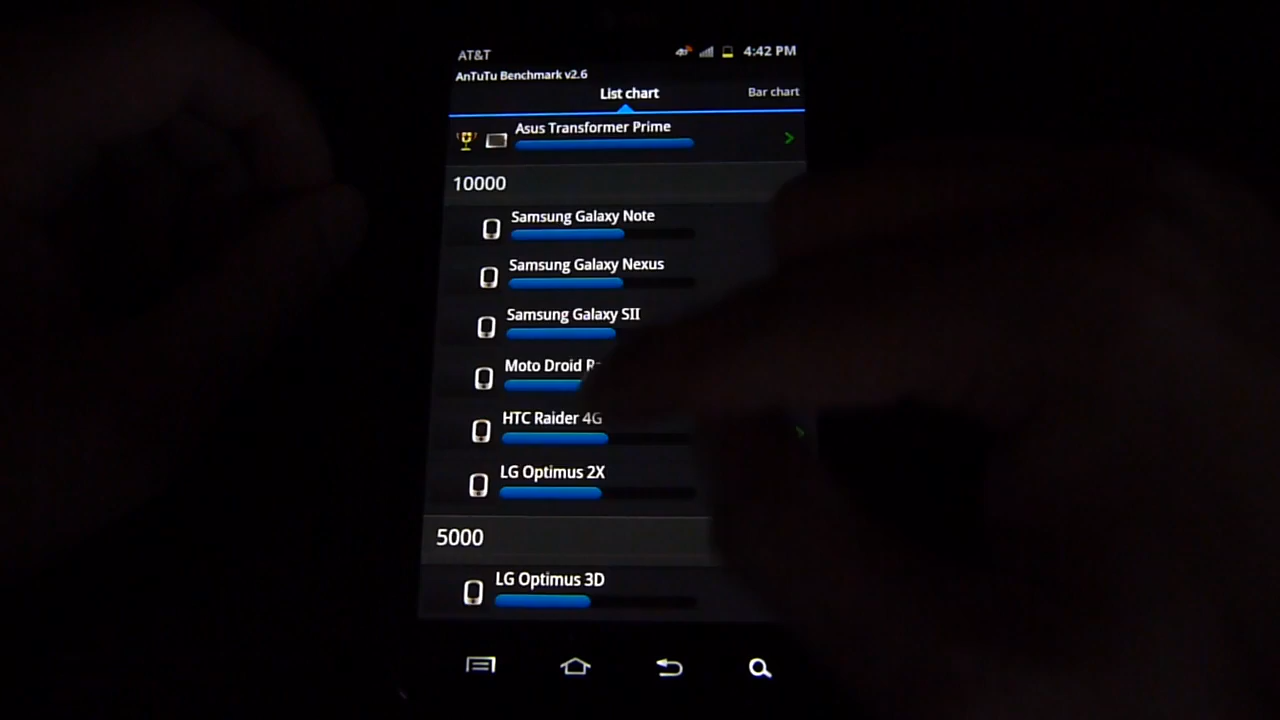 AT&T 4G 4:42 PM
AnTuTu Benchmark v2.6
List chart Bar chart
Asus Transformer Prime
10000
Samsung Galaxy Note
Samsung Galaxy Nexus
Samsung Galaxy SII
Moto Droid
HTC Raider 4G
LG Optimus 2X
5000
LG Optimus 3D